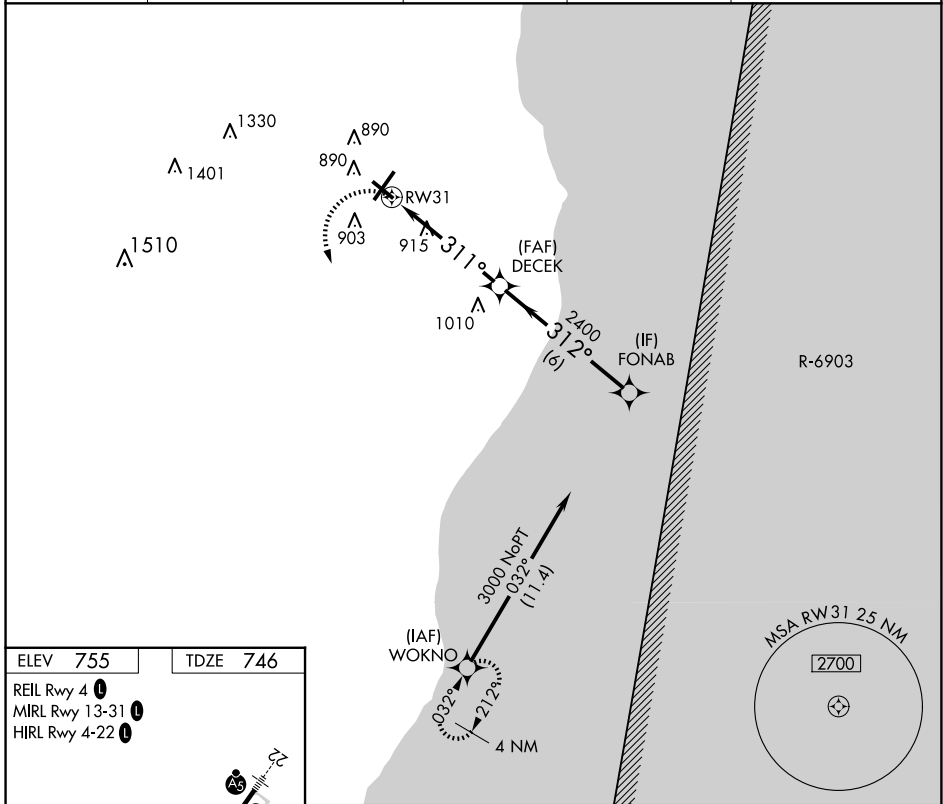 1330
890
1401
890
RW31
903
915
1510
311°
(FAF)
DECEK
1010
2400
312°
(6)
(IF)
FONAB
R-6903
3000 NoPT
032°
(11.4)
(IAF)
WOKNO
032°
212°
4 NM
MSA RW31 25 NM
2700
ELEV 755
TDZE 746
REIL Rwy 4 L
MIRL Rwy 13-31 L
HIRL Rwy 4-22 L
22
A5